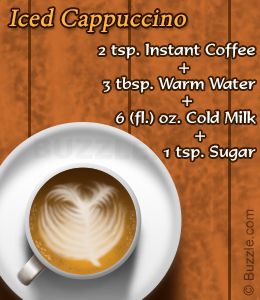 Iced Cappuccino
2 tsp. Instant Coffee
+
3 tbsp. Warm Water
+
6 (fl.) oz. Cold Milk
+
1 tsp. Sugar
BUZZLE
© Buzzle.com